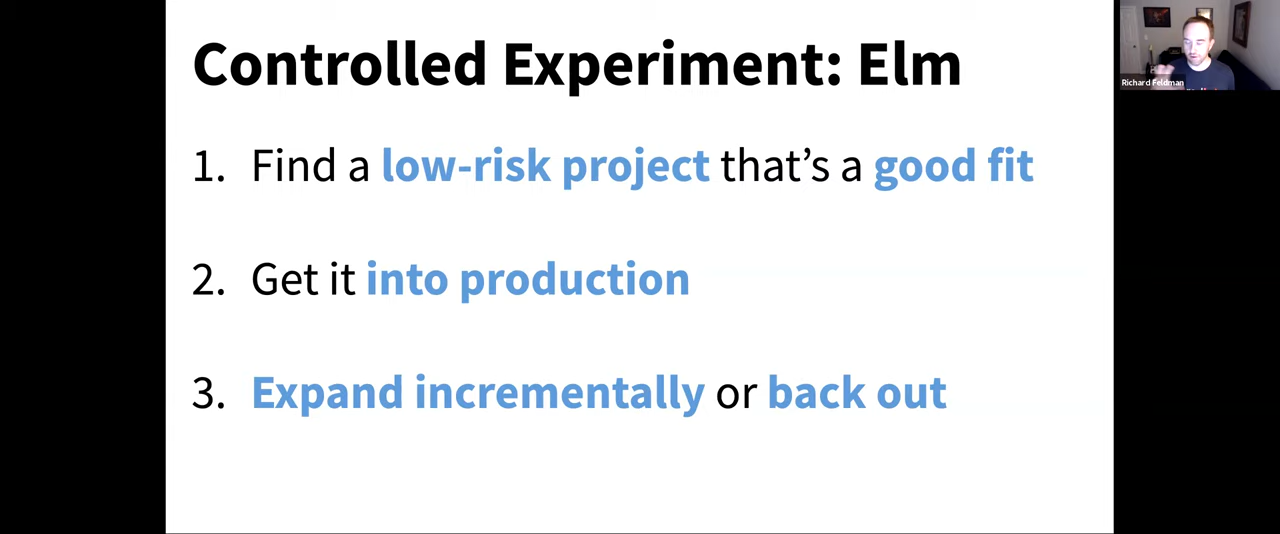 Controlled Experiment: Elm
1. Find a low-risk project that's a good fit
2. Get it into production
3. Expand incrementally or back out
Richard Feldman